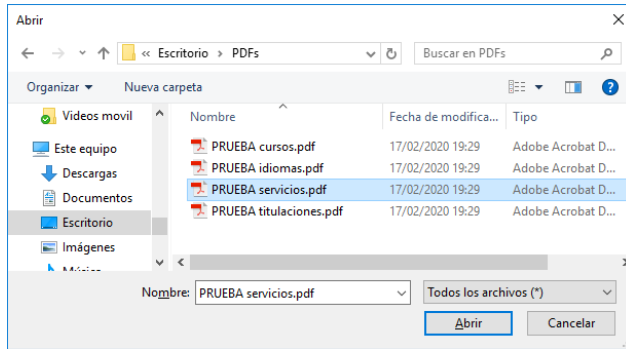 Abrir
« Escritorio > PDFs
Buscar en PDFs
Organizar
Nueva carpeta
Videos movil
Este equipo
Descargas
Documentos
Escritorio
Imágenes
Nombre Fecha de modifica... Tipo
PRUEBA cursos.pdf 17/02/2020 19:29 Adobe Acrobat D...
PRUEBA idiomas.pdf 17/02/2020 19:29 Adobe Acrobat D...
PRUEBA servicios.pdf 17/02/2020 19:29 Adobe Acrobat D...
PRUEBA titulaciones.pdf 17/02/2020 19:29 Adobe Acrobat D...
Nombre: PRUEBA servicios.pdf
Todos los archivos (*)
Abrir
Cancelar